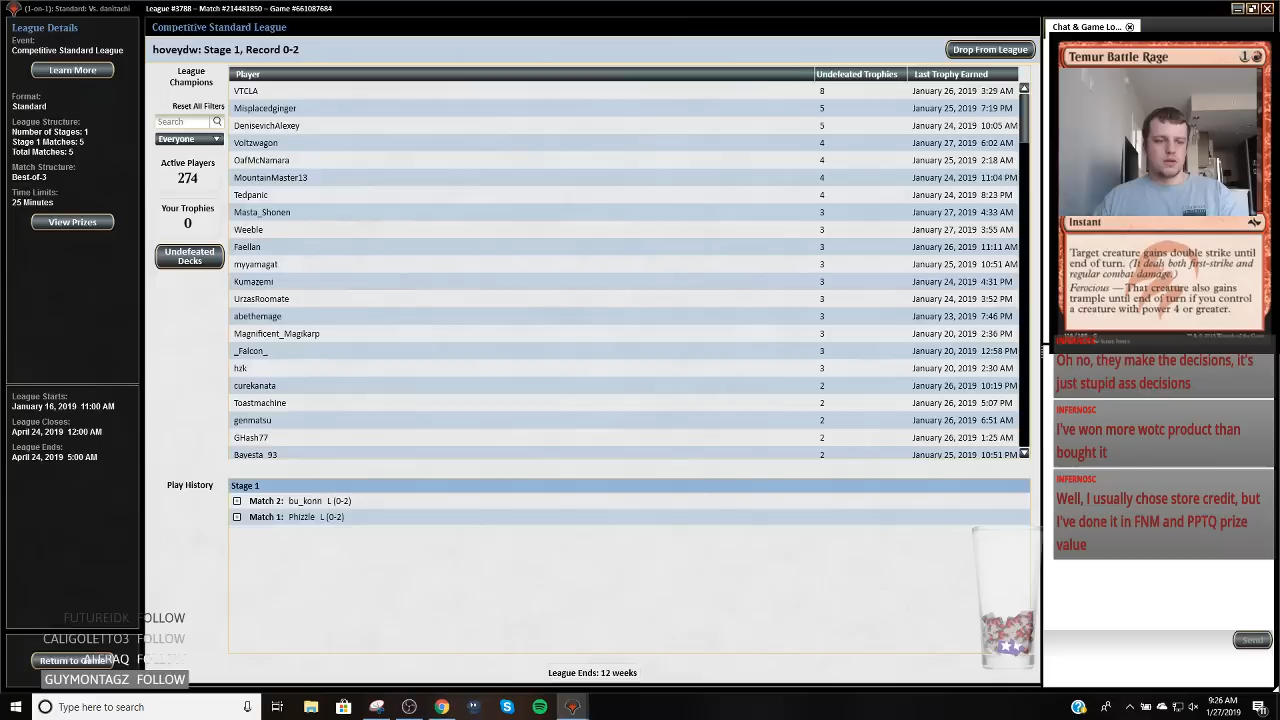 (1-on-1): Standard: Vs. danitachi
League #3788 - Match #214481850 - Game #661087684
League Details
Event:
Competitive Standard League
Learn More
Format:
Standard
League Structure:
Number of Stages: 1
Stage 1 Matches: 5
Total Matches: 5
Match Structure:
Best-of-3
Time Limits:
25 Minutes
View Prizes
League Starts:
January 16, 2019 11:00 AM
League Closes:
April 24, 2019 12:00 AM
League Ends:
April 24, 2019 5:00 AM
Return to Game
Competitive Standard League
hoveydw: Stage 1, Record 0-2
Drop From League
League Champions
Reset All Filters
Search
Everyone
Active Players
274
Your Trophies
0
Undefeated Decks
Player Undefeated Trophies Last Trophy Earned
VTCLA 8 January 26, 2019 3:29 AM
Misplacedginger 5 January 25, 2019 7:19 PM
DenisevichAlexey 5 January 24, 2019 10:05 AM
Voltzwagon 4 January 27, 2019 6:02 AM
OafMcNamara 4 January 25, 2019 2:18 AM
MountainMaster13 4 January 24, 2019 11:04 PM
Tedpanic 4 January 24, 2019 8:23 PM
Masta_Shonen 3 January 27, 2019 4:33 AM
Weeble 3 January 27, 2019 3:55 AM
Faellan 3 January 26, 2019 11:11 AM
myyamagat 3 January 25, 2019 10:51 AM
Kumazemi 3 January 24, 2019 4:31 PM
UrzasRoomate 3 January 24, 2019 3:52 PM
abethemage 3 January 23, 2019 7:46 PM
Magnificent_Magikarp 3 January 20, 2019 2:36 PM
_Falcon_ 3 January 20, 2019 12:58 PM
hzk 3 January 20, 2019 2:30 AM
curekanata 2 January 26, 2019 10:19 PM
Toastmachine 2 January 26, 2019 5:07 PM
genmatsu 2 January 26, 2019 6:51 AM
GHash77 2 January 26, 2019 1:25 AM
Bayesta_93 2 January 25, 2019 10:51 PM
Play History
Stage 1
Match 2: bu_konn L (0-2)
Match 1: Phizzle L (0-2)
League Ends: 12 weeks
FUTUREIDK FOLLOW
CALIGOLETTO3 FOLLOW
ALFRAQ FOLLOW
GUYMONTAGZ FOLLOW
Chat & Game Lo...
Temur Battle Rage 1
Instant
Target creature gains double strike until
end of turn. (It deals both first-strike and
regular combat damage.)
Ferocious — That creature also gains
trample until end of turn if you control
a creature with power 4 or greater.
Oh no, they make the decisions, it's
just stupid ass decisions
INFERNOSC
I've won more wotc product than
bought it
INFERNOSC
Well, I usually chose store credit, but
I've done it in FNM and PPTQ prize
value
Send
Type here to search
9:26 AM
1/27/2019